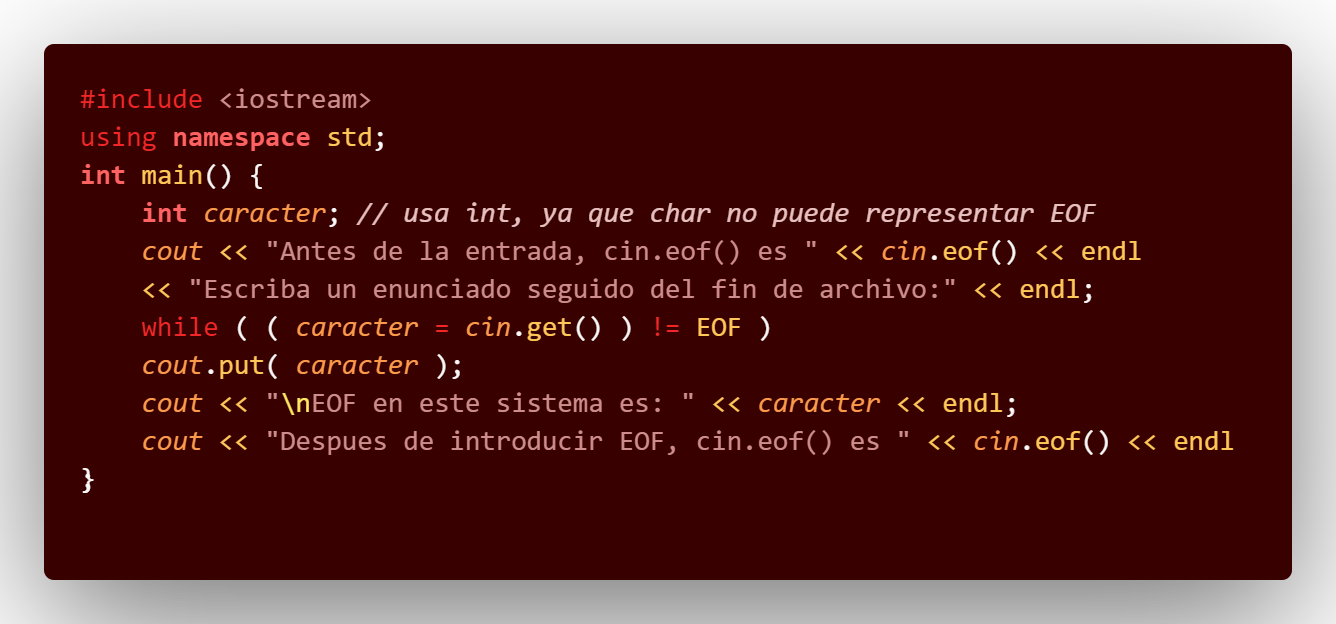 #include <iostream>
using namespace std;
int main() {
    int caracter; // usa int, ya que char no puede representar EOF
    cout << "Antes de la entrada, cin.eof() es " << cin.eof() << endl
    << "Escriba un enunciado seguido del fin de archivo:" << endl;
    while ( ( caracter = cin.get() ) != EOF )
    cout.put( caracter );
    cout << "\nEOF en este sistema es: " << caracter << endl;
    cout << "Despues de introducir EOF, cin.eof() es " << cin.eof() << endl
}